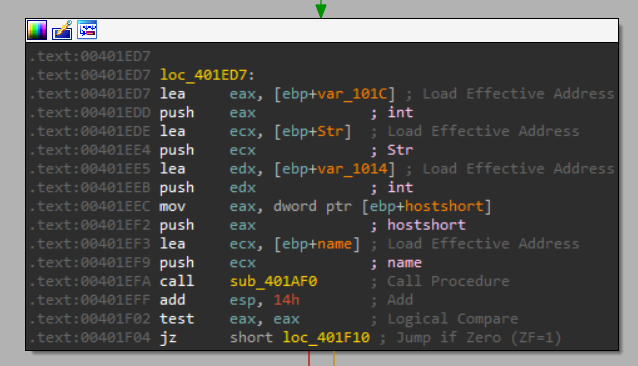 .text:00401ED7
.text:00401ED7 loc_401ED7:
.text:00401ED7 lea eax, [ebp+var_101C] ; Load Effective Address
.text:00401EDD push eax ; int
.text:00401EDE lea ecx, [ebp+Str] ; Load Effective Address
.text:00401EE4 push ecx ; Str
.text:00401EE5 lea edx, [ebp+var_1014] ; Load Effective Address
.text:00401EEB push edx ; int
.text:00401EEC mov eax, dword ptr [ebp+hostshort]
.text:00401EF2 push eax ; hostshort
.text:00401EF3 lea ecx, [ebp+name] ; Load Effective Address
.text:00401EF9 push ecx ; name
.text:00401EFA call sub_401AF0 ; Call Procedure
.text:00401EFF add esp, 14h ; Add
.text:00401F02 test eax, eax ; Logical Compare
.text:00401F04 jz short loc_401F10 ; Jump if Zero (ZF=1)